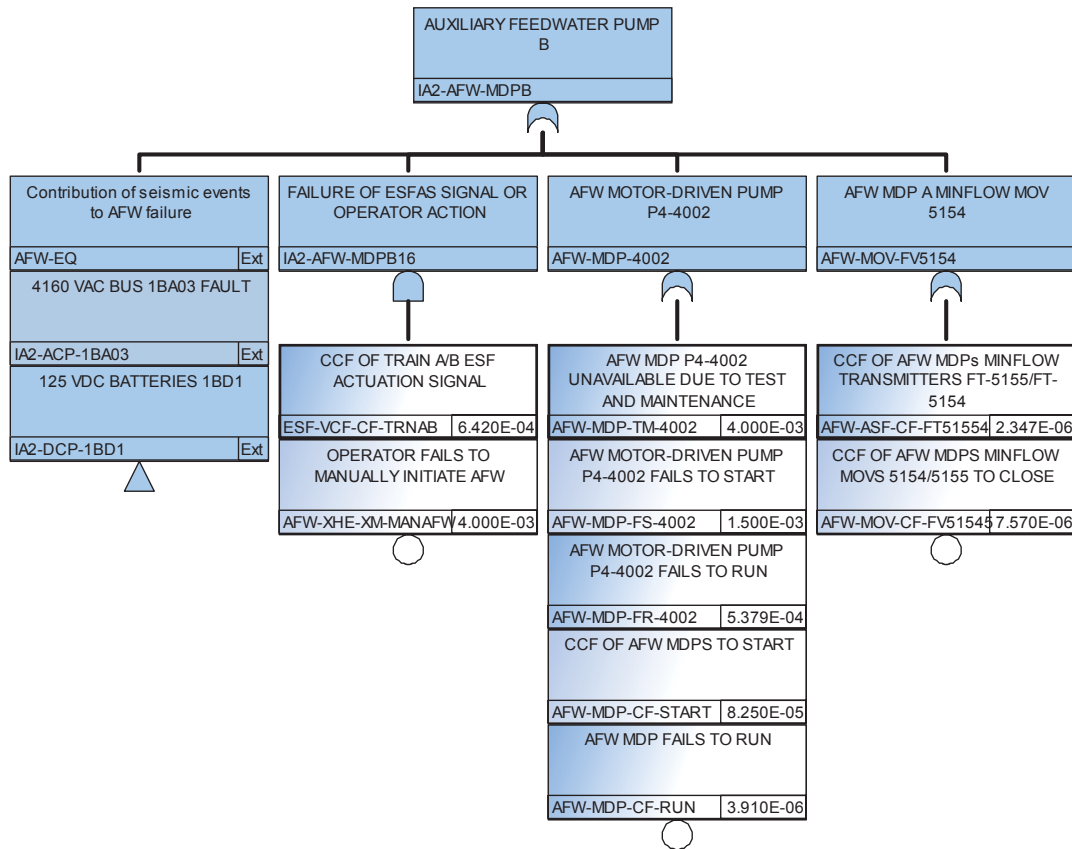 AUXILIARY FEEDWATER PUMP
B
IA2-AFW-MDPB
Contribution of seismic events
to AFW failure
AFW-EQ Ext
4160 VAC BUS 1BA03 FAULT
IA2-ACP-1BA03 Ext
125 VDC BATTERIES 1BD1
IA2-DCP-1BD1 Ext
FAILURE OF ESFAS SIGNAL OR
OPERATOR ACTION
IA2-AFW-MDPB16
CCF OF TRAIN A/B ESF
ACTUATION SIGNAL
ESF-VCF-CF-TRNAB 6.420E-04
OPERATOR FAILS TO
MANUALLY INITIATE AFW
AFW-XHE-XM-MANAFW 4.000E-03
AFW MOTOR-DRIVEN PUMP
P4-4002
AFW-MDP-4002
AFW MDP P4-4002
UNAVAILABLE DUE TO TEST
AND MAINTENANCE
AFW-MDP-TM-4002 4.000E-03
AFW MOTOR-DRIVEN PUMP
P4-4002 FAILS TO START
AFW-MDP-FS-4002 1.500E-03
AFW MOTOR-DRIVEN PUMP
P4-4002 FAILS TO RUN
AFW-MDP-FR-4002 5.379E-04
CCF OF AFW MDPS TO START
AFW-MDP-CF-START 8.250E-05
AFW MDP FAILS TO RUN
AFW-MDP-CF-RUN 3.910E-06
AFW MDP A MINFLOW MOV
5154
AFW-MOV-FV5154
CCF OF AFW MDPs MINFLOW
TRANSMITTERS FT-5155/FT-
5154
AFW-ASF-CF-FT51554 2.347E-06
CCF OF AFW MDPS MINFLOW
MOVS 5154/5155 TO CLOSE
AFW-MOV-CF-FV51545 7.570E-06